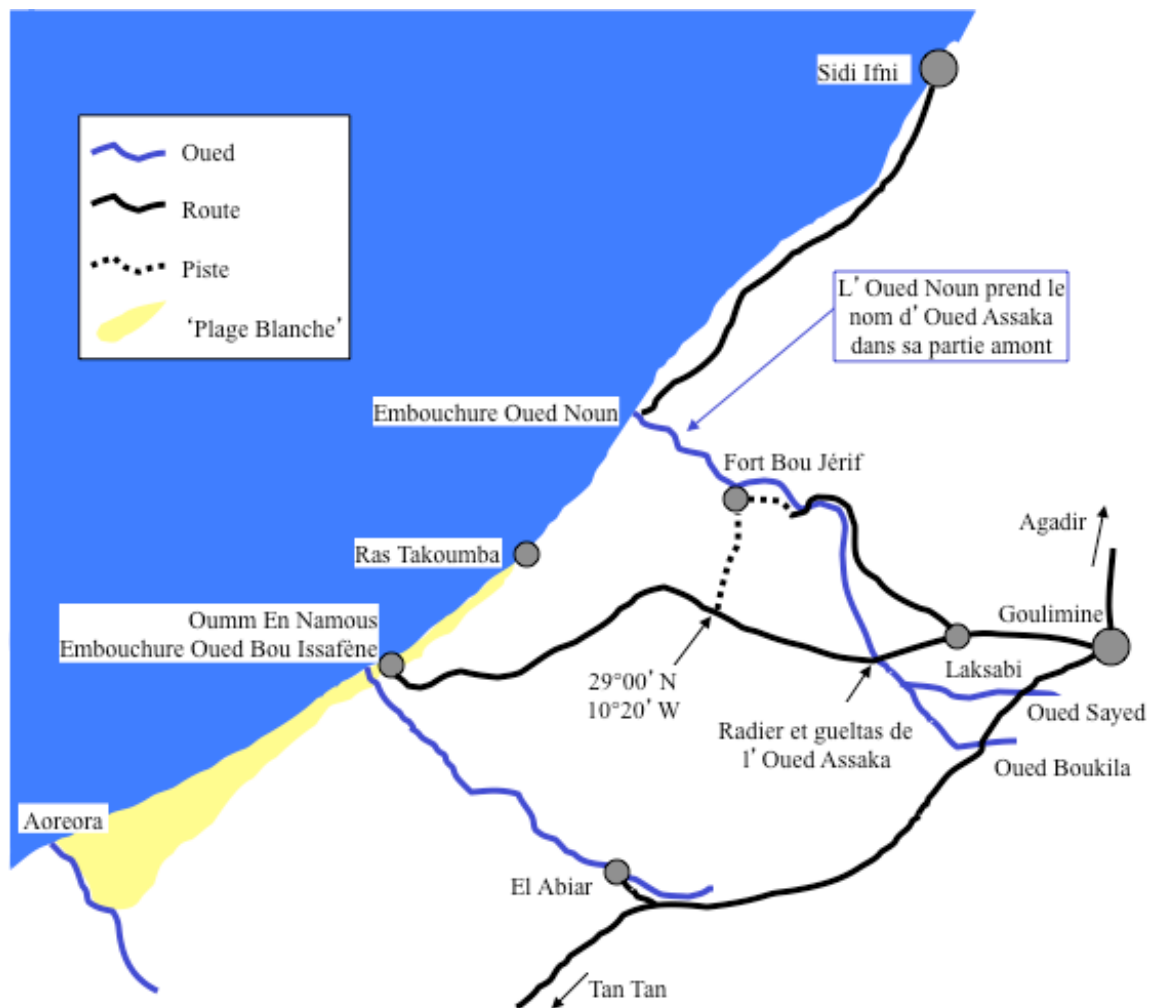 Sidi Ifni
Oued
Route
Piste
‘Plage Blanche’
L’ Oued Noun prend le
nom d’ Oued Assaka
dans sa partie amont
Embouchure Oued Noun
Fort Bou Jérif
Agadir
Ras Takoumba
Goulimine
Oumm En Namous
Embouchure Oued Bou Issafène
Laksabi
29°00’ N
10°20’ W
Oued Sayed
Radier et gueltas de
l’ Oued Assaka
Oued Boukila
Aoreora
El Abiar
Tan Tan